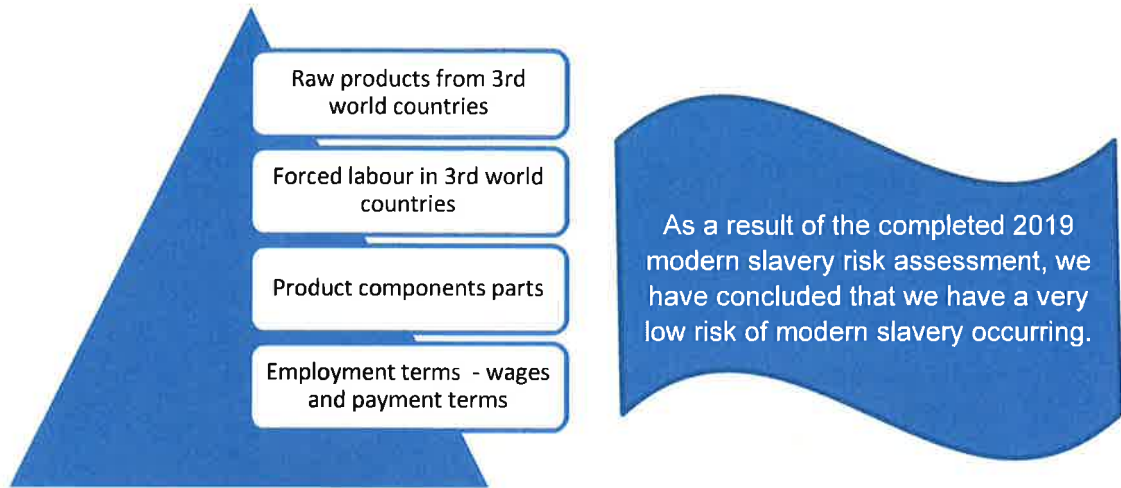 Raw products from 3rd
world countries
Forced labour in 3rd world
countries
Product components parts
Employment terms - wages
and payment terms
As a result of the completed 2019
modern slavery risk assessment, we
have concluded that we have a very
low risk of modern slavery occurring.